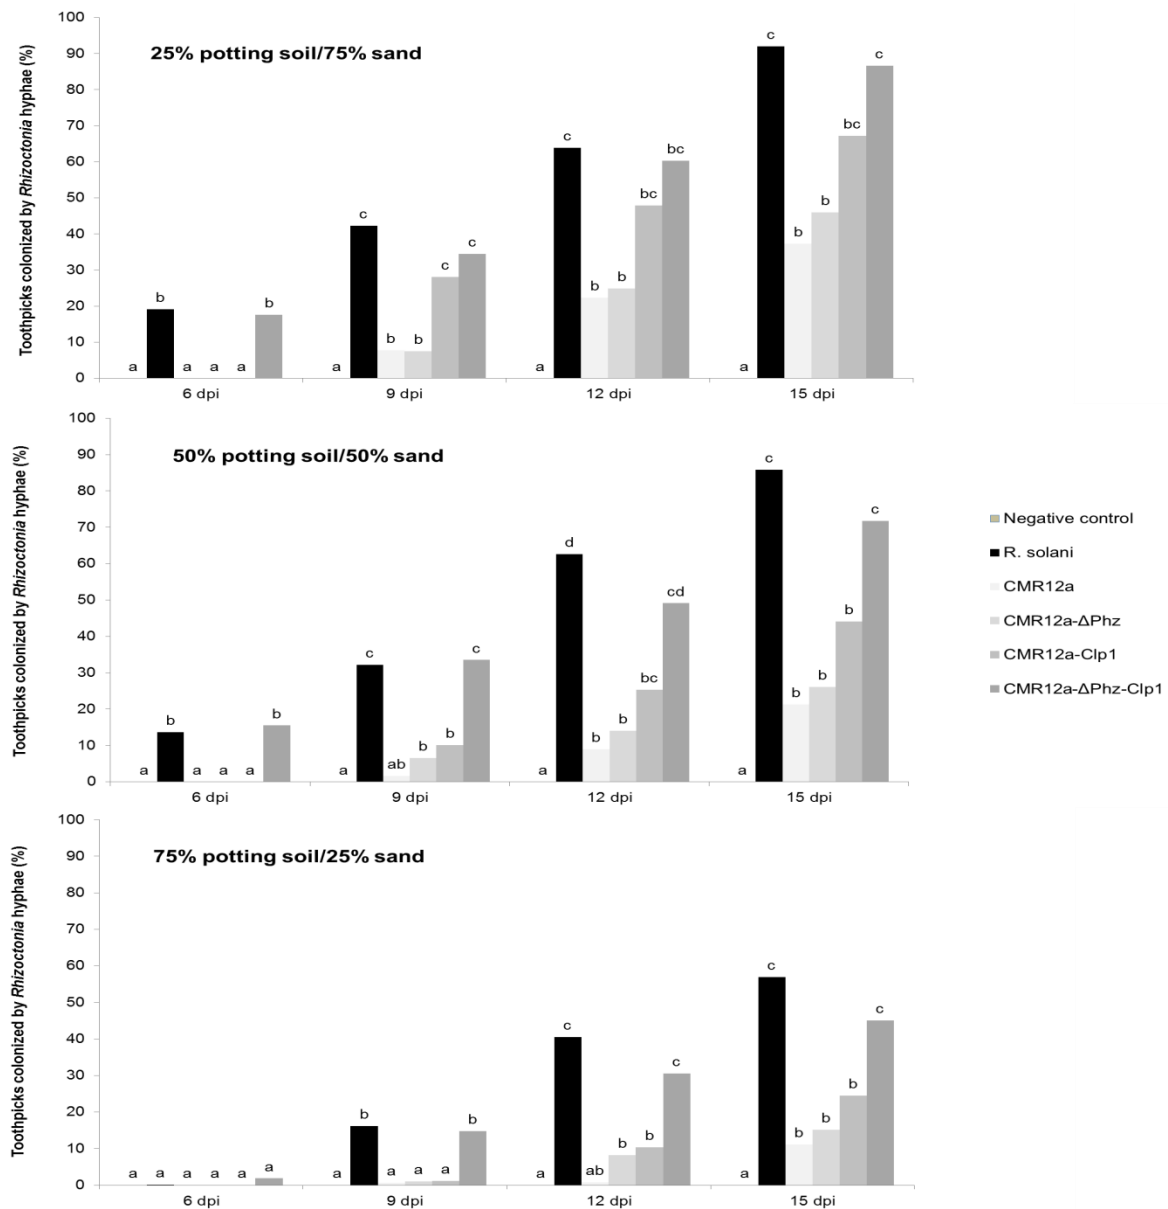 25% potting soil/75% sand
Toothpicks colonized by Rhizoctonia hyphae (%)
100
90
80
70
60
50
40
30
20
10
0
a b a a a b
a c b b c c
a c b b bc bc
a c b b bc c
6 dpi 9 dpi 12 dpi 15 dpi
50% potting soil/50% sand
Toothpicks colonized by Rhizoctonia hyphae (%)
100
90
80
70
60
50
40
30
20
10
0
a b a a a b
a c ab b b c
a d b b bc cd
a c b b b c
6 dpi 9 dpi 12 dpi 15 dpi
Negative control
R. solani
CMR12a
CMR12a-ΔPhz
CMR12a-Clp1
CMR12a-ΔPhz-Clp1
75% potting soil/25% sand
Toothpicks colonized by Rhizoctonia hyphae (%)
100
90
80
70
60
50
40
30
20
10
0
a a a a a a
a b a a a b
a c ab b b c
a c b b b c
6 dpi 9 dpi 12 dpi 15 dpi